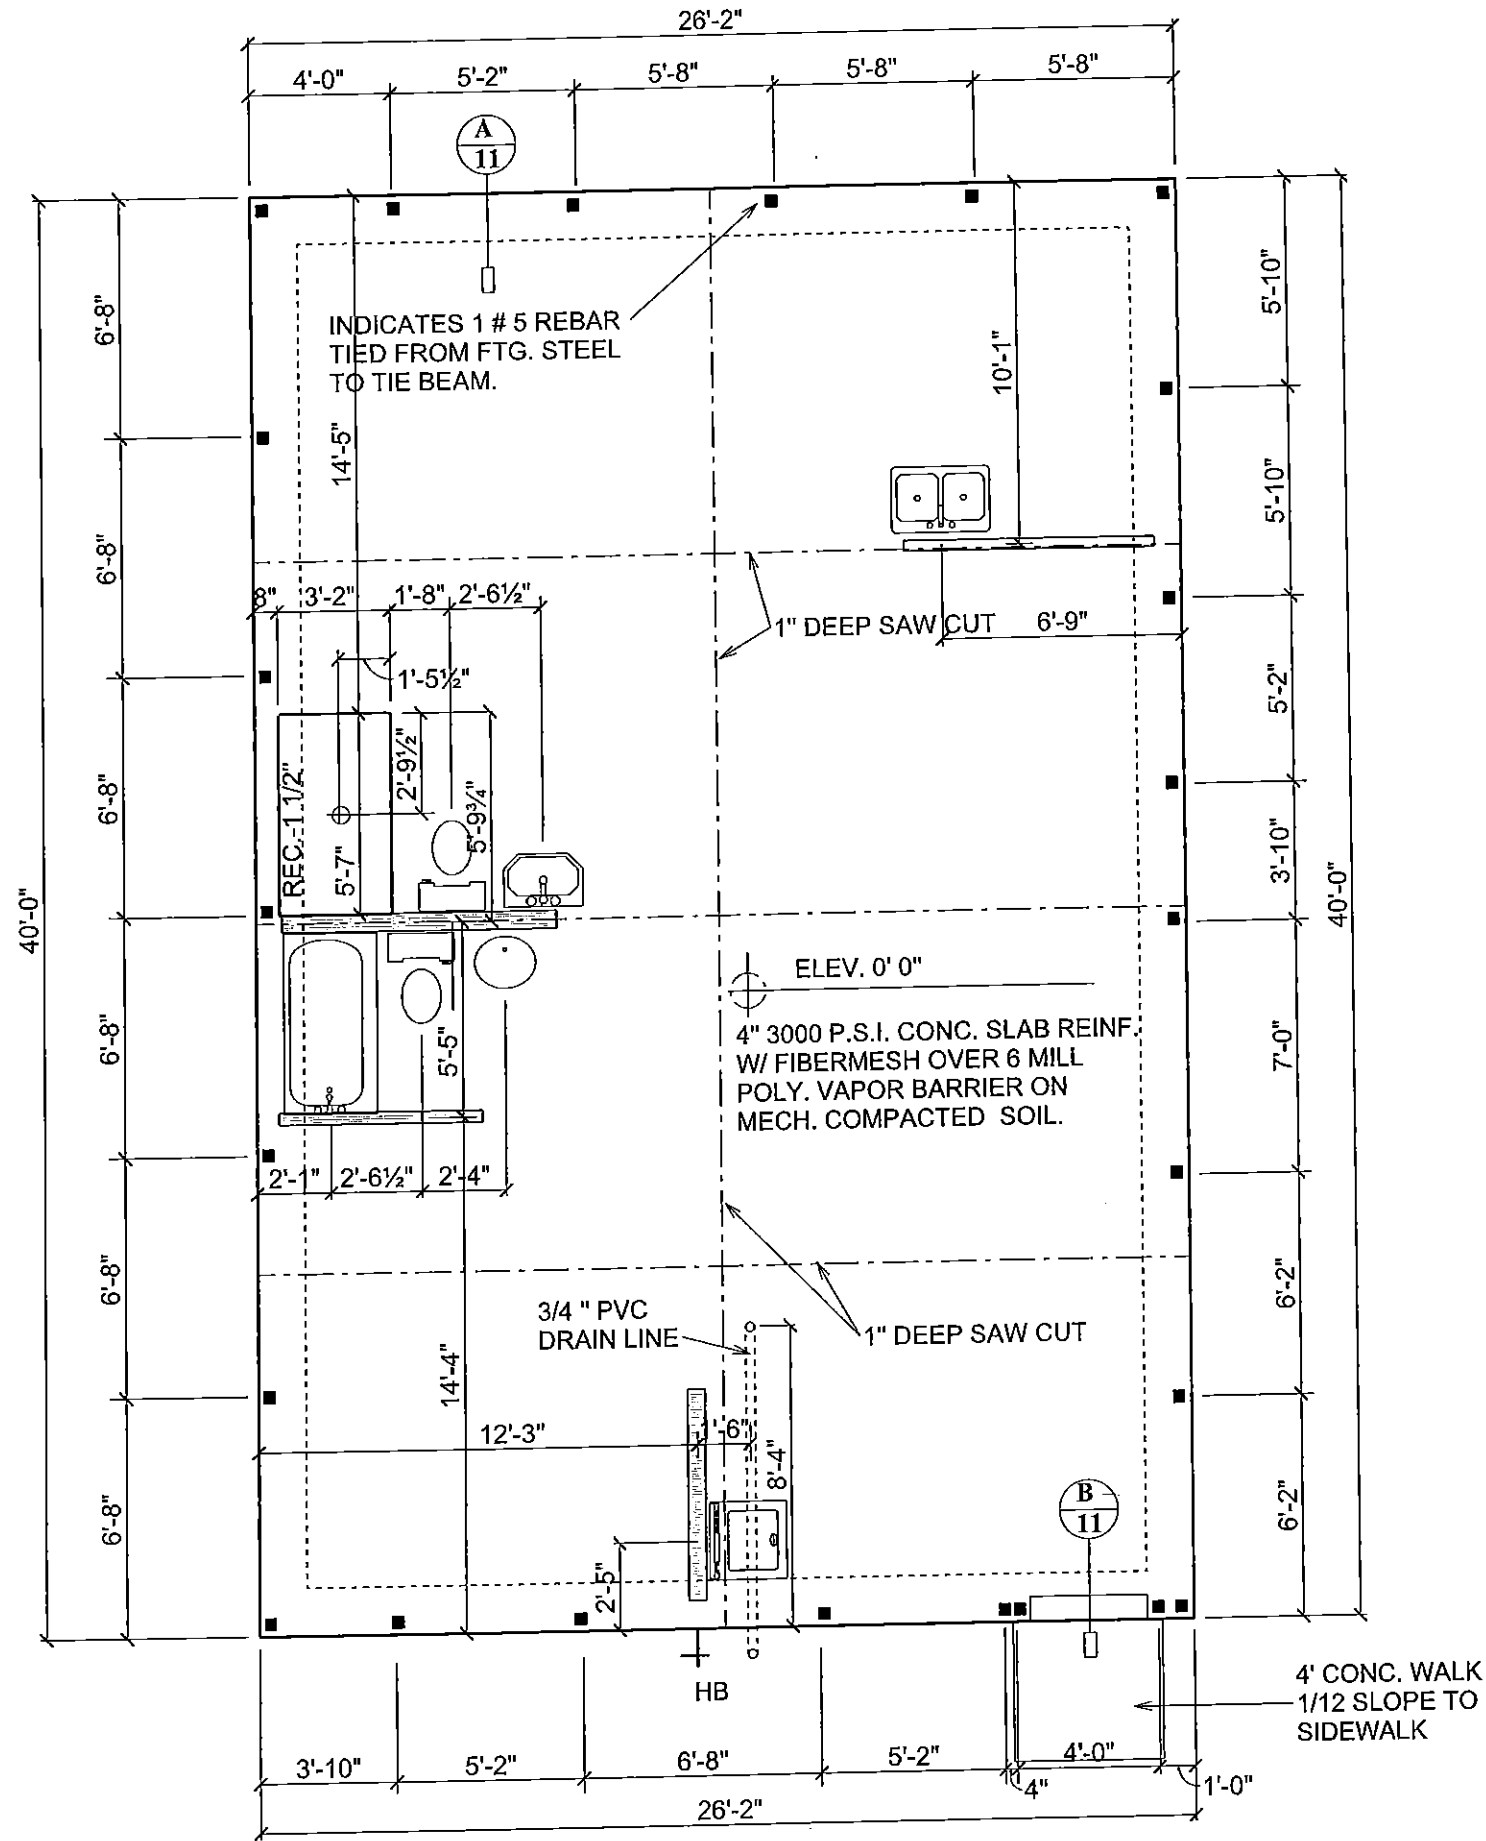 26'-2"
4'-0"
5'-2"
5'-8"
5'-8"
5'-8"
A
11
INDICATES 1 # 5 REBAR
TIED FROM FTG. STEEL
TO TIE BEAM.
14'-5"
10'-1"
6'-8"
6'-8"
6'-8"
6'-8"
6'-8"
6'-8"
40'-0"
5'-10"
5'-10"
5'-2"
3'-10"
7'-0"
6'-2"
6'-2"
40'-0"
8"
3'-2"
1'-8"
2'-6½"
1" DEEP SAW CUT
6'-9"
1'-5½"
2'-9½"
5'-9¾"
REC.-1 1/2"
5'-7"
ELEV. 0' 0"
4" 3000 P.S.I. CONC. SLAB REINF.
W/ FIBERMESH OVER 6 MILL
POLY. VAPOR BARRIER ON
MECH. COMPACTED SOIL.
5'-5"
2'-1"
2'-6½"
2'-4"
3/4 " PVC
DRAIN LINE
1" DEEP SAW CUT
14'-4"
12'-3"
1'-6"
8'-4"
2'-5"
B
11
HB
4' CONC. WALK
1/12 SLOPE TO
SIDEWALK
3'-10"
5'-2"
6'-8"
5'-2"
4"
4'-0"
1'-0"
26'-2"